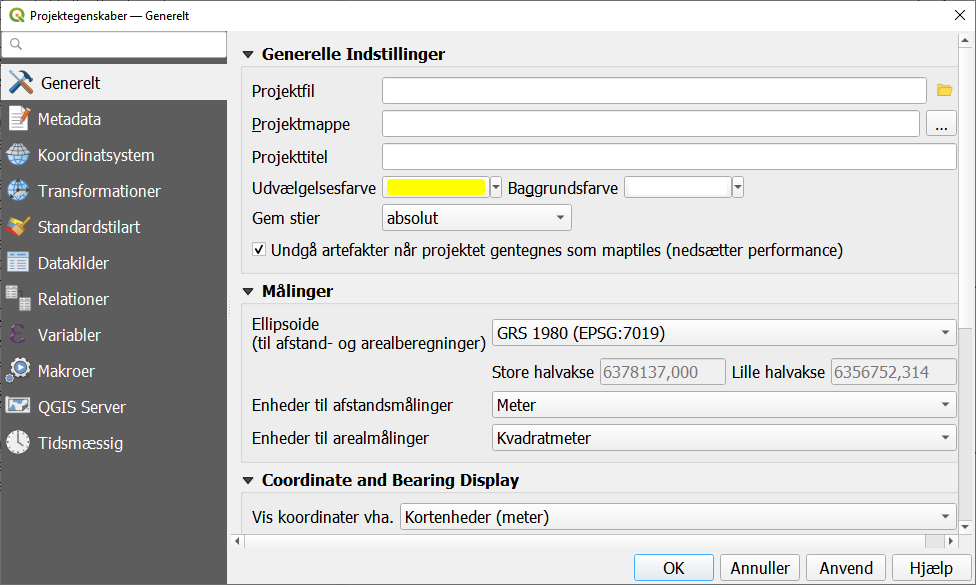 Projektegenskaber — Generelt
Generelt
Metadata
Koordinatsystem
Transformationer
Standardstilart
Datakilder
Relationer
Variabler
Makroer
QGIS Server
Tidsmæssig
Generelle Indstillinger
Projektfil
Projektmappe ...
Projekttitel
Udvælgelsesfarve Baggrundsfarve
Gem stier absolut
Undgå artefakter når projektet gentegnes som maptiles (nedsætter performance)
Målinger
Ellipsoide
(til afstand- og arealberegninger) GRS 1980 (EPSG:7019)
Store halvakse 6378137,000 Lille halvakse 6356752,314
Enheder til afstandsmålinger Meter
Enheder til arealmålinger Kvadratmeter
Coordinate and Bearing Display
Vis koordinater vha. Kortenheder (meter)
OK Annuller Anvend Hjælp